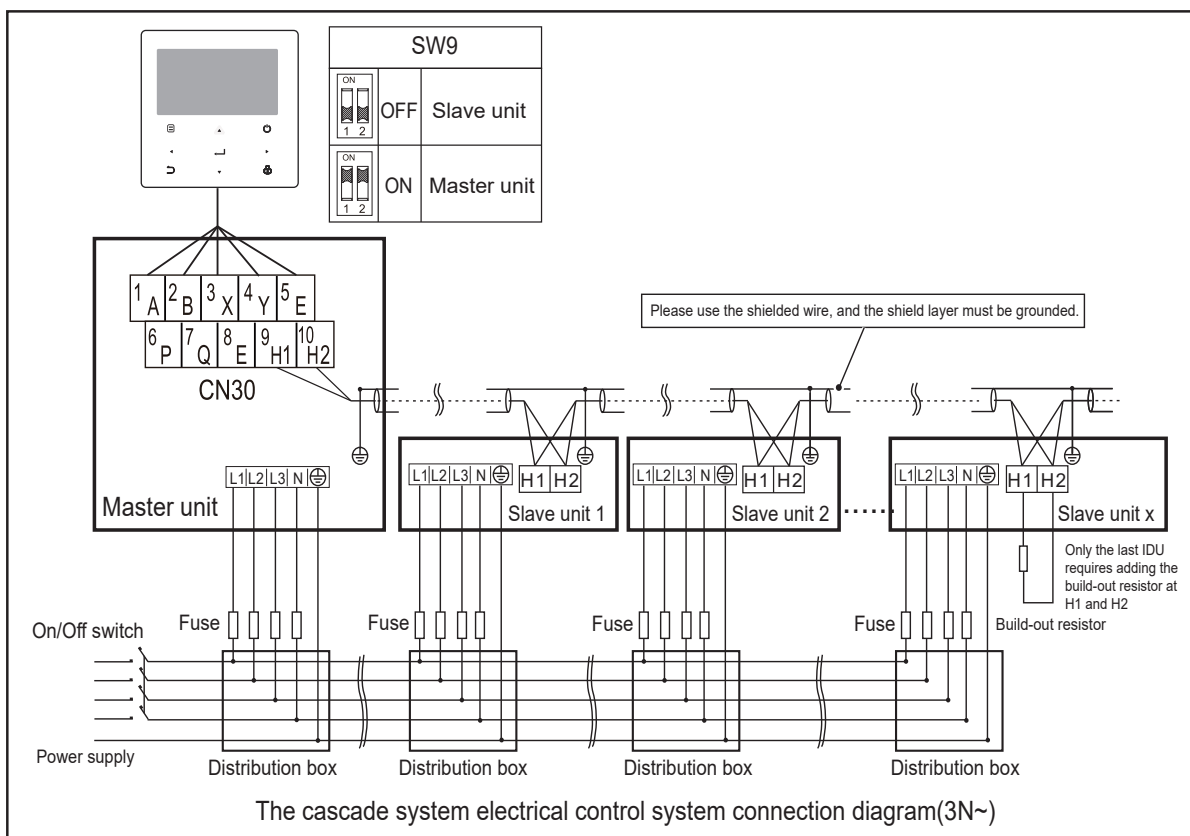 SW9
ON
1 2
OFF
Slave unit
ON
1 2
ON
Master unit
1 A 2 B 3 X 4 Y 5 E
6 P 7 Q 8 E 9 H1 10 H2
CN30
Please use the shielded wire, and the shield layer must be grounded.
L1 L2 L3 N
Master unit
L1 L2 L3 N
H1 H2
Slave unit 1
L1 L2 L3 N
H1 H2
Slave unit 2
L1 L2 L3 N
H1 H2
Slave unit x
Only the last IDU
requires adding the
build-out resistor at
H1 and H2
On/Off switch
Fuse
Fuse
Fuse
Fuse
Build-out resistor
Power supply
Distribution box
Distribution box
Distribution box
Distribution box
The cascade system electrical control system connection diagram(3N~)